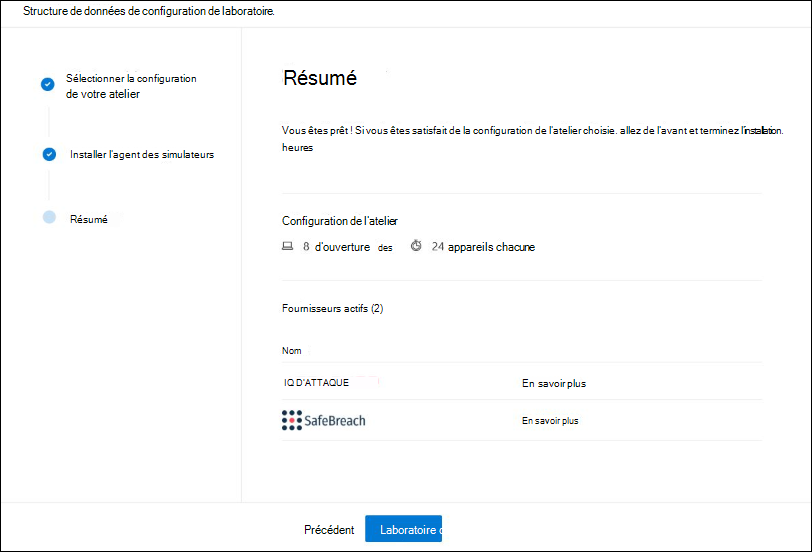 Structure de données de configuration de laboratoire.
Sélectionner la configuration
de votre atelier
Installer l'agent des simulateurs
Résumé
Résumé
Vous êtes prêt ! Si vous êtes satisfait de la configuration de l'atelier choisie. allez de l'avant et terminez l'installation.
heures
Configuration de l'atelier
8 d'ouverture des 24 appareils chacune
Fournisseurs actifs (2)
Nom
IQ D'ATTAQUE En savoir plus
SafeBreach En savoir plus
Précédent Laboratoire